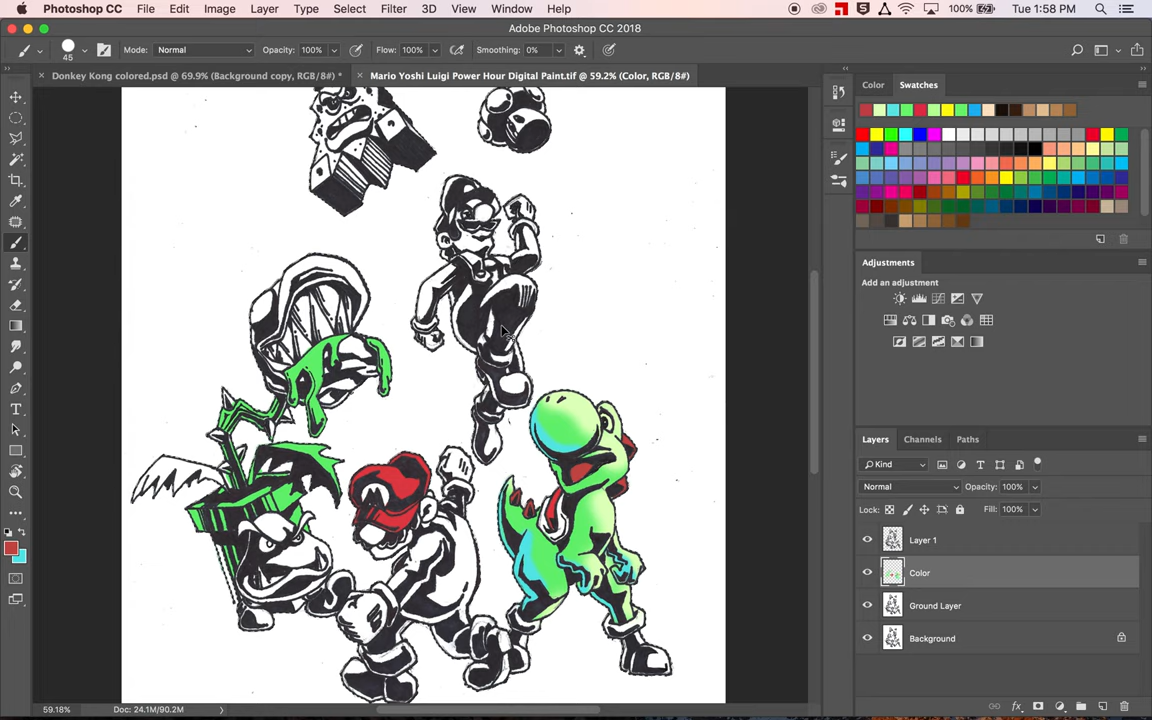 Photoshop CC File Edit Image Layer Type Select Filter 3D View Window Help 100% Tue 1:58 PM
Adobe Photoshop CC 2018
45 Mode: Normal Opacity: 100% Flow: 100% Smoothing: 0%
Donkey Kong colored.psd @ 69.9% (Background copy, RGB/8#) * Mario Yoshi Luigi Power Hour Digital Paint.tif @ 59.2% (Color, RGB/8#)
Color Swatches
Adjustments
Add an adjustment
Layers Channels Paths
Kind
Normal Opacity: 100%
Lock: Fill: 100%
Layer 1
Color
Ground Layer
Background
M
59.18% Doc: 24.1M/90.2M